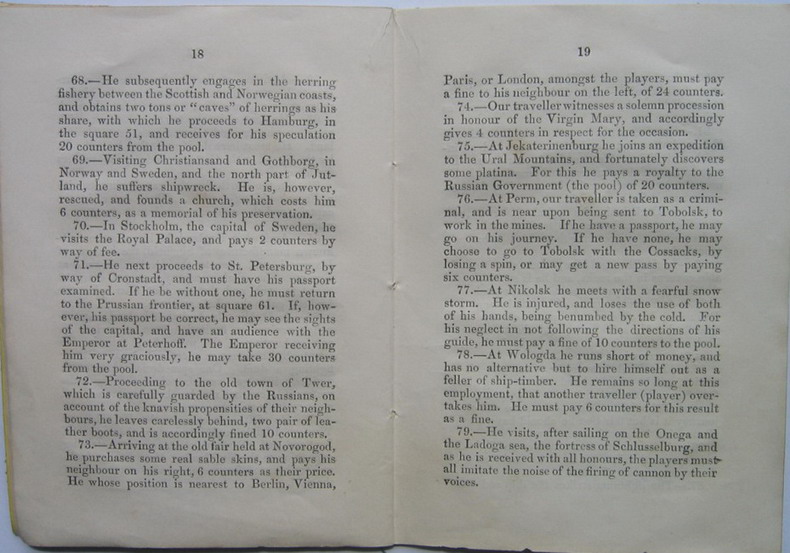 18
68.—He subsequently engages in the herring
fishery between the Scottish and Norwegian coasts,
and obtains two tons or "caves" of herrings as his
share, with which he proceeds to Hamburg, in
the square 51, and receives for his speculation
20 counters from the pool.
69.—Visiting Christiansand and Gothborg, in
Norway and Sweden, and the north part of Jut-
land, he suffers shipwreck. He is, however,
rescued, and founds a church, which costs him
6 counters, as a memorial of his preservation.
70.—In Stockholm, the capital of Sweden, he
visits the Royal Palace, and pays 2 counters by
way of fee.
71.—He next proceeds to St. Petersburg, by
way of Cronstadt, and must have his passport
examined. If he be without one, he must return
to the Prussian frontier, at square 61. If, how-
ever, his passport be correct, he may see the sights
of the capital, and have an audience with the
Emperor at Peterhoff. The Emperor receiving
him very graciously, he may take 30 counters
from the pool.
72.—Proceeding to the old town of Twer,
which is carefully guarded by the Russians, on
account of the knavish propensities of their neigh-
bours, he leaves carelessly behind, two pair of lea-
ther boots, and is accordingly fined 10 counters.
73.—Arriving at the old fair held at Novorogod,
he purchases some real sable skins, and pays his
neighbour on his right, 6 counters as their price.
He whose position is nearest to Berlin, Vienna,
19
Paris, or London, amongst the players, must pay
a fine to his neighbour on the left, of 24 counters.
74.—Our traveller witnesses a solemn procession
in honour of the Virgin Mary, and accordingly
gives 4 counters in respect for the occasion.
75.—At Jekaterinenburg he joins an expedition
to the Ural Mountains, and fortunately discovers
some platina. For this he pays a royalty to the
Russian Government (the pool) of 20 counters.
76.—At Perm, our traveller is taken as a crimi-
nal, and is near upon being sent to Tobolsk, to
work in the mines. If he have a passport, he may
go on his journey. If he have none, he may
choose to go to Tobolsk with the Cossacks, by
losing a spin, or may get a new pass by paying
six counters.
77.—At Nikolsk he meets with a fearful snow
storm. He is injured, and loses the use of both
of his hands, being benumbed by the cold. For
his neglect in not following the directions of his
guide, he must pay a fine of 10 counters to the pool.
78.—At Wologda he runs short of money, and
has no alternative but to hire himself out as a
feller of ship-timber. He remains so long at this
employment, that another traveller (player) over-
takes him. He must pay 6 counters for this result
as a fine.
79.—He visits, after sailing on the Onega and
the Ladoga sea, the fortress of Schlusselburg, and
as he is received with all honours, the players must
all imitate the noise of the firing of cannon by their
voices.